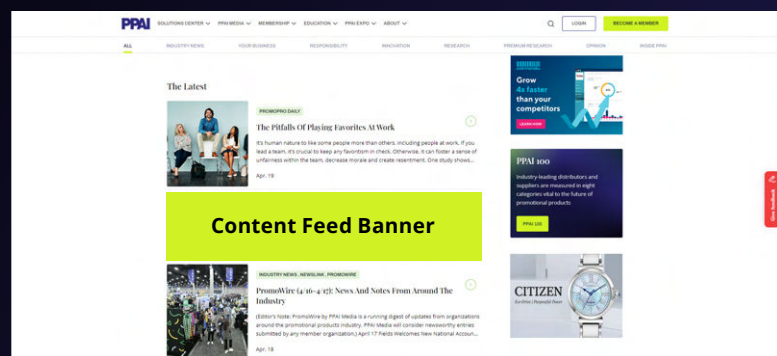 PPAI
SOLUTIONS CENTER PPAI MEDIA MEMBERSHIP EDUCATION PPAI EXPO ABOUT
LOGIN
BECOME A MEMBER
ALL INDUSTRY NEWS YOUR BUSINESS RESPONSIBILITY INNOVATION RESEARCH PREMIUM RESEARCH OPINION INSIDE PPAI
The Latest
PROMOPRO DAILY
The Pitfalls Of Playing Favorites At Work
It's human nature to like some people more than others, including people at work. If you
lead a team, it's crucial to keep any favoritism in check. Otherwise, it can foster a sense of
unfairness within the team, decrease morale and create resentment. One study shows...
Apr. 19
Content Feed Banner
INDUSTRY NEWS, NEWSLINK, PROMOWIRE
PromoWire (4/16-4/17): News And Notes From Around The
Industry
(Editor's Note: PromoWire by PPAI Media is a running digest of updates from organizations
around the promotional products industry. PPAI Media will consider newsworthy entries
submitted by any member organization.) April 17 Fields Welcomes New National Accoun...
Apr. 18
Grow
4x faster
than your
competitors
LEARN HOW
PPAI 100
Industry-leading distributors and
suppliers are measured in eight
categories vital to the future of
promotional products
PPAI 100
CITIZEN
Give feedback